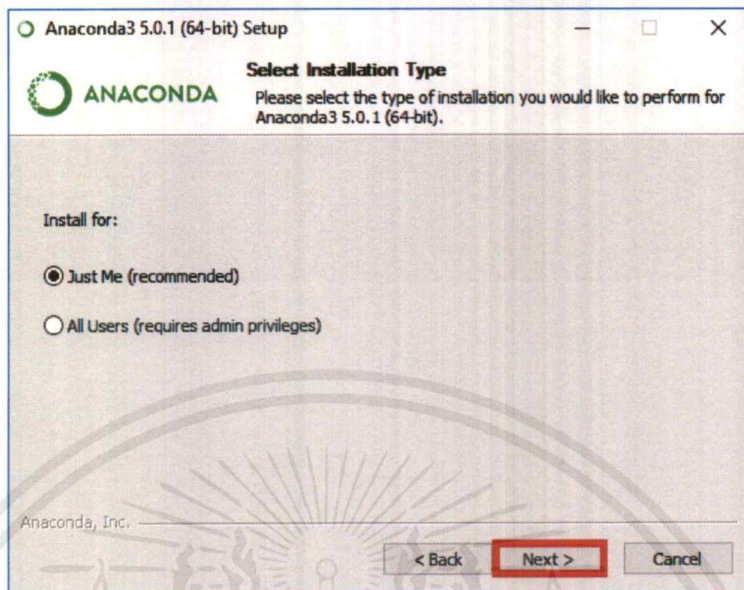 Anaconda3 5.0.1 (64-bit) Setup
ANACONDA
Select Installation Type
Please select the type of installation you would like to perform for
Anaconda3 5.0.1 (64-bit).
Install for:
Just Me (recommended)
All Users (requires admin privileges)
Anaconda, Inc.
< Back Next > Cancel